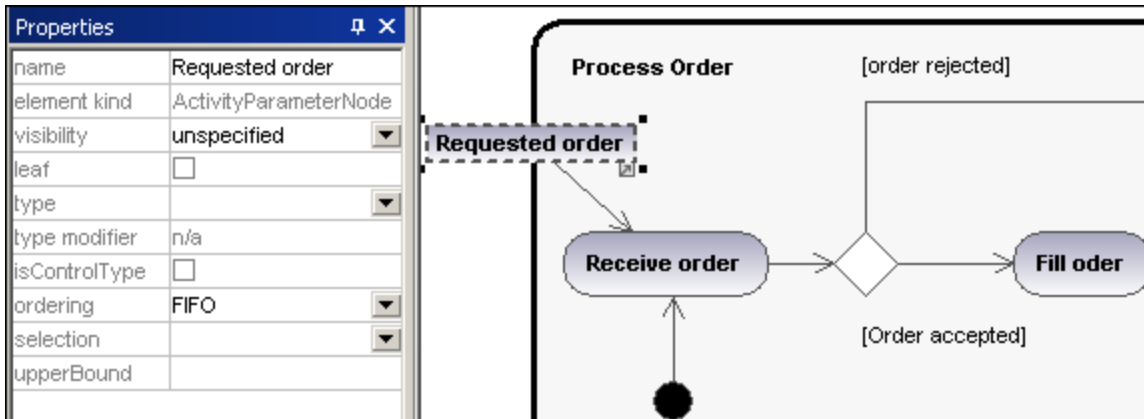 Properties
name Requested order
element kind ActivityParameterNode
visibility unspecified
leaf
type
type modifier n/a
isControlType
ordering FIFO
selection
upperBound
Process Order
[order rejected]
Requested order
Receive order
Fill oder
[Order accepted]